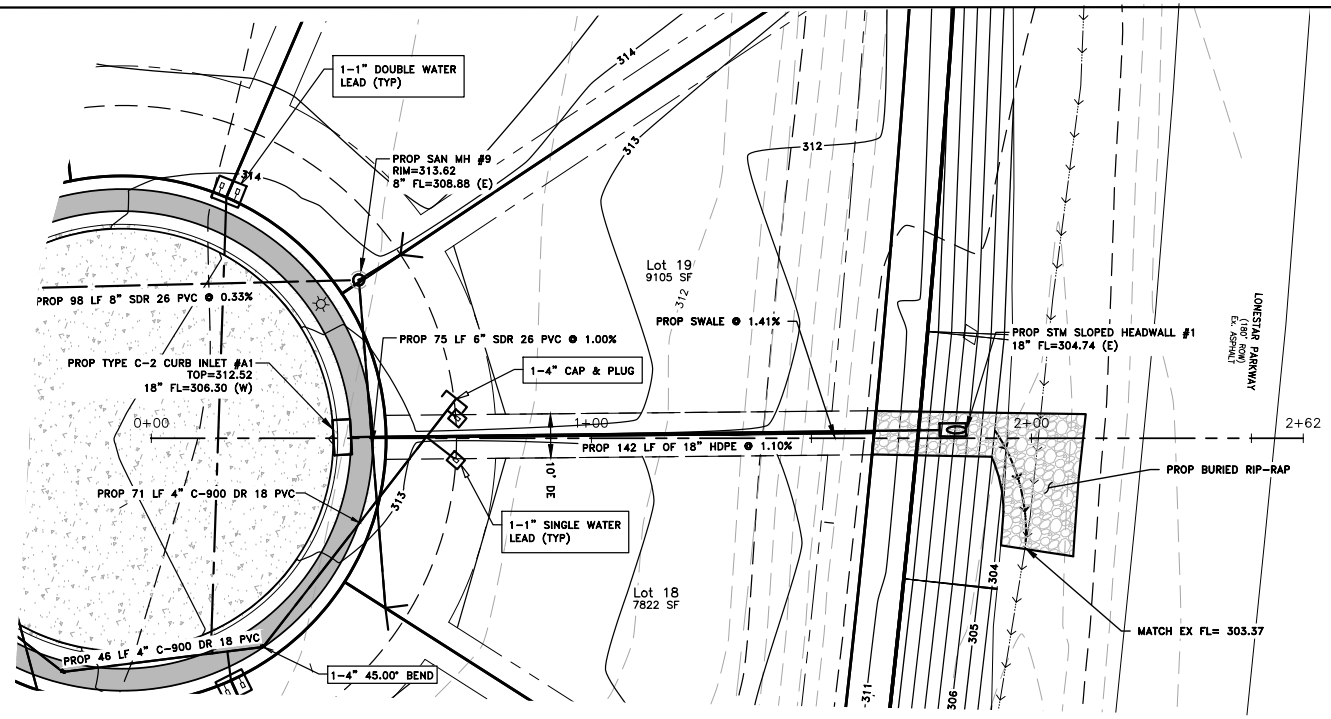 1-1" DOUBLE WATER
LEAD (TYP)
314
314
PROP SAN MH #9
RIM=313.62
8" FL=308.88 (E)
313
312
Lot 19
9105 SF
312
PROP SWALE @ 1.41%
PROP STM SLOPED HEADWALL #1
18" FL=304.74 (E)
LONESTAR PARKWAY
(180' ROW)
Ex. ASPHALT
PROP 98 LF 8" SDR 26 PVC @ 0.33%
PROP 75 LF 6" SDR 26 PVC @ 1.00%
PROP TYPE C-2 CURB INLET #A1
TOP=312.52
18" FL=306.30 (W)
1-4" CAP & PLUG
0+00
1+00
2+00
2+62
PROP 142 LF OF 18" HDPE @ 1.10%
10' DE
PROP BURIED RIP-RAP
PROP 71 LF 4" C-900 DR 18 PVC
313
1-1" SINGLE WATER
LEAD (TYP)
Lot 18
7822 SF
304
305
306
311
MATCH EX FL= 303.37
PROP 46 LF 4" C-900 DR 18 PVC
1-4" 45.00° BEND